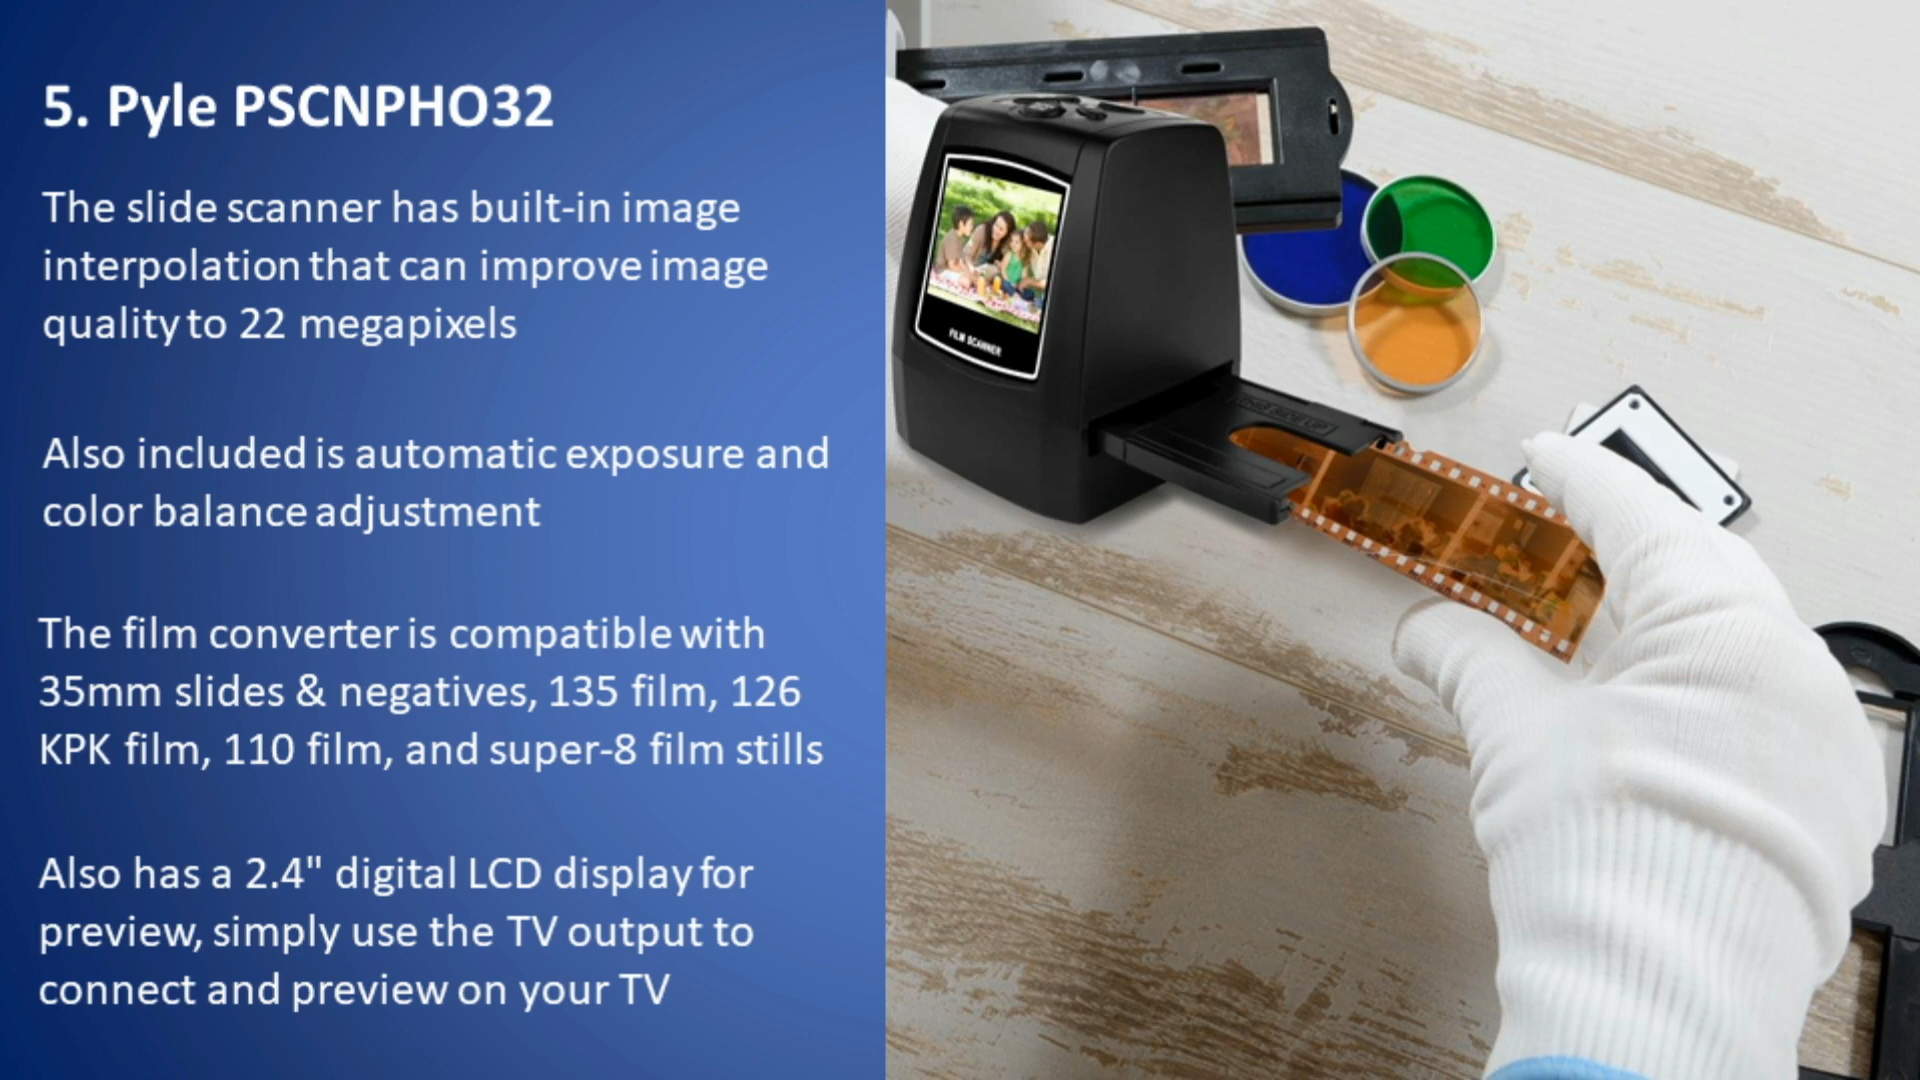 5. Pyle PSCNPHO32
The slide scanner has built-in image
interpolation that can improve image
quality to 22 megapixels
Also included is automatic exposure and
color balance adjustment
The film converter is compatible with
35mm slides & negatives, 135 film, 126
KPK film, 110 film, and super-8 film stills
Also has a 2.4" digital LCD display for
preview, simply use the TV output to
connect and preview on your TV
FILM SCANNER
THIS SIDE UP